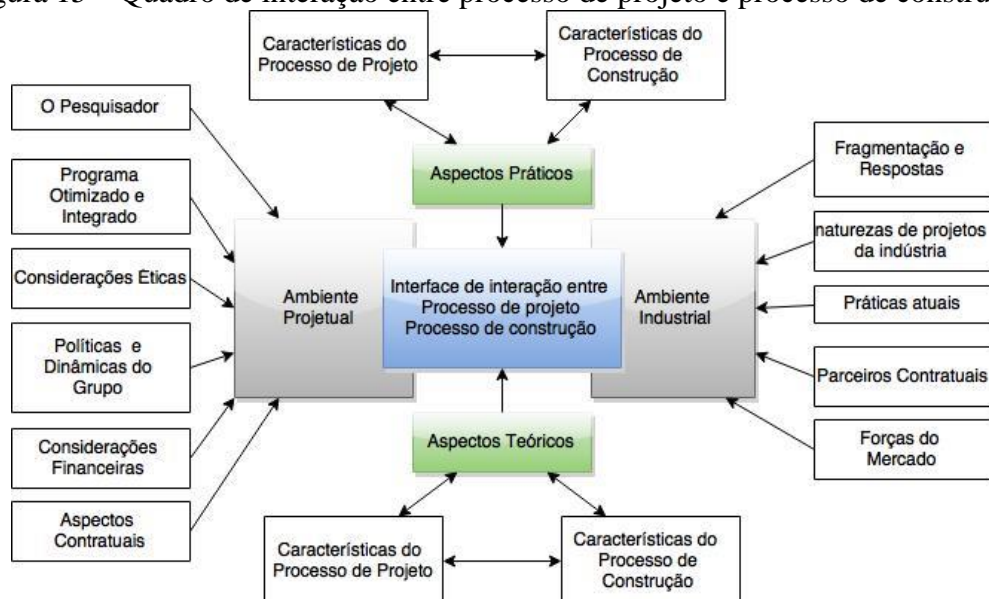 gura 15 – Quadro de interação entre processo de projeto e processo de constru
Características do
Processo de Projeto
Características do
Processo de
Construção
O Pesquisador
Programa
Otimizado e
Integrado
Considerações Éticas
Políticas e
Dinâmicas do
Grupo
Considerações
Financeiras
Aspectos
Contratuais
Aspectos Práticos
Ambiente
Projetual
Interface de interação entre
Processo de projeto
Processo de construção
Ambiente
Industrial
Aspectos Teóricos
Fragmentação e
Respostas
naturezas de projetos
da indústria
Práticas atuais
Parceiros Contratuais
Forças do
Mercado
Características do
Processo de Projeto
Características do
Processo de
Construção